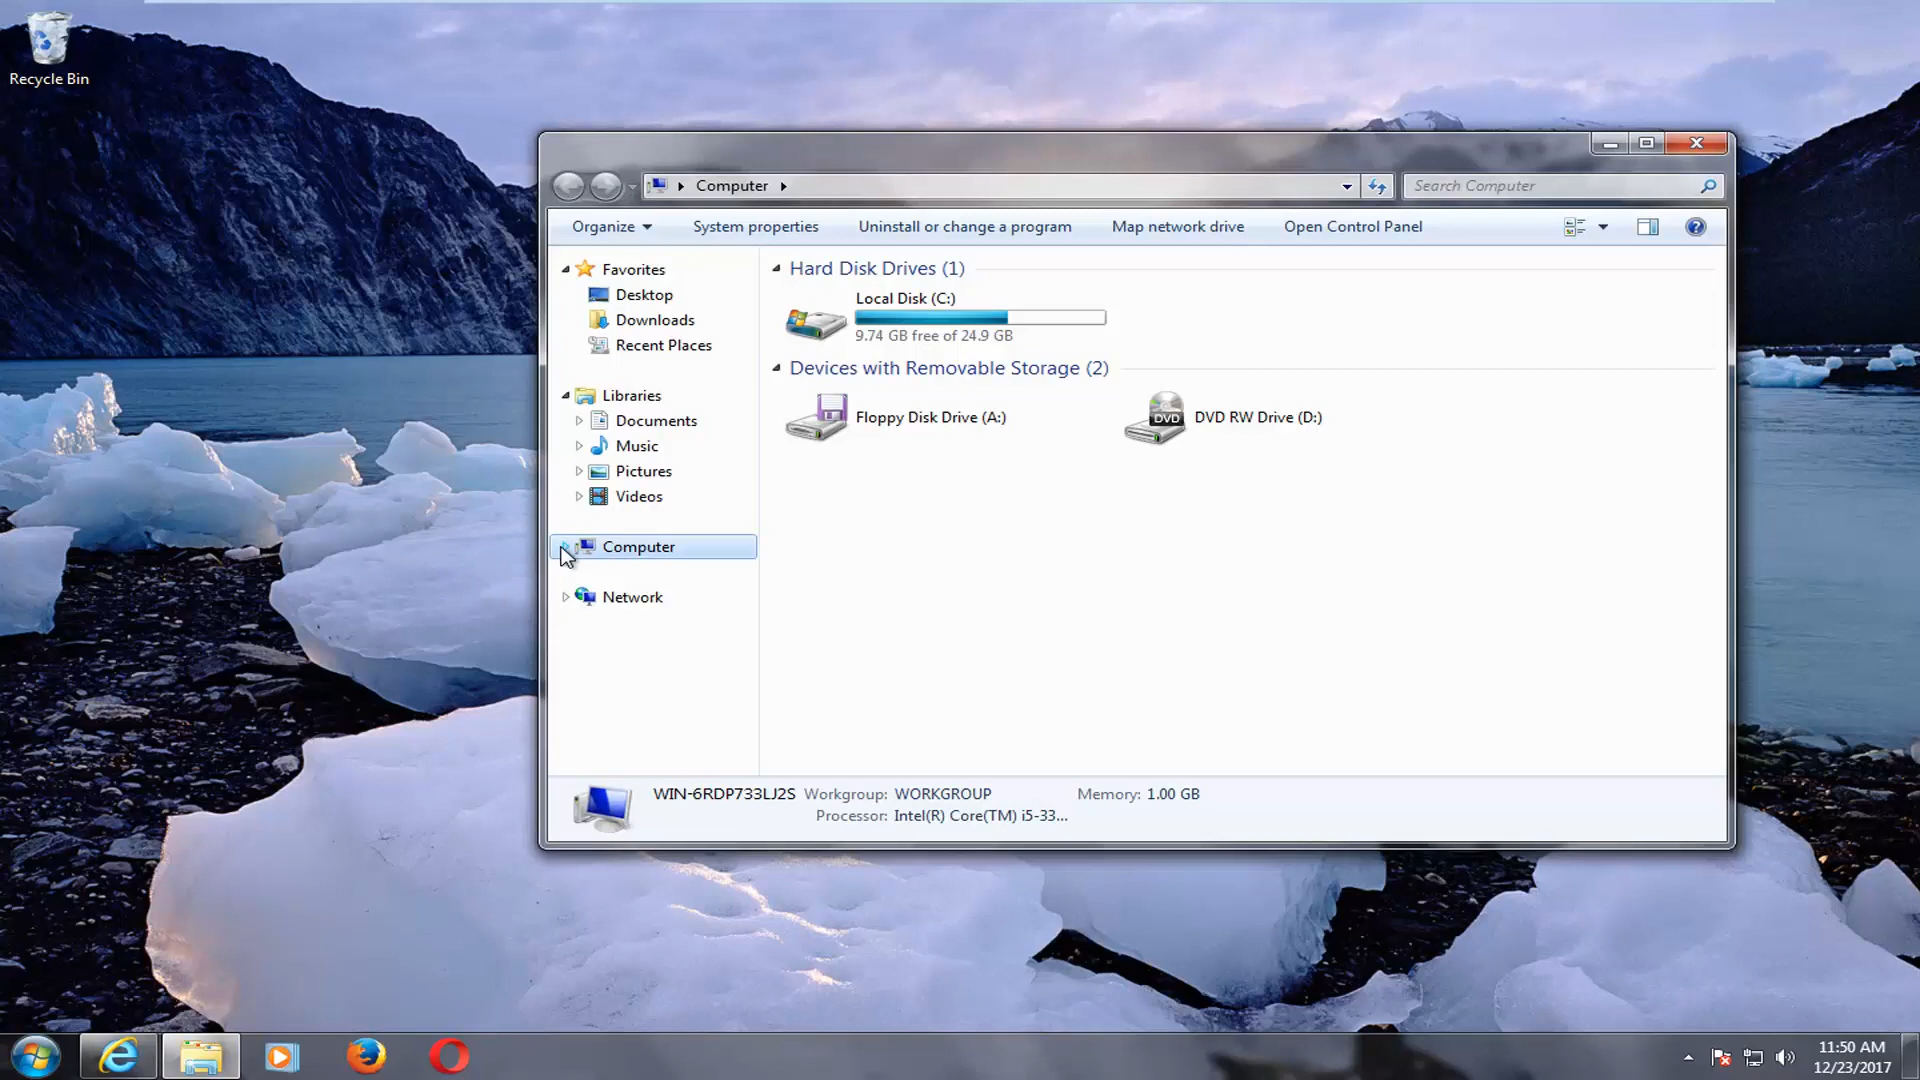 Recycle Bin
Computer
Search Computer
Organize
System properties
Uninstall or change a program
Map network drive
Open Control Panel
Favorites
Desktop
Downloads
Recent Places
Libraries
Documents
Music
Pictures
Videos
Computer
Network
Hard Disk Drives (1)
Local Disk (C:)
9.74 GB free of 24.9 GB
Devices with Removable Storage (2)
Floppy Disk Drive (A:)
DVD
DVD RW Drive (D:)
WIN-6RDP733LJ2S Workgroup: WORKGROUP Memory: 1.00 GB
Processor: Intel(R) Core(TM) i5-33...
11:50 AM
12/23/2017